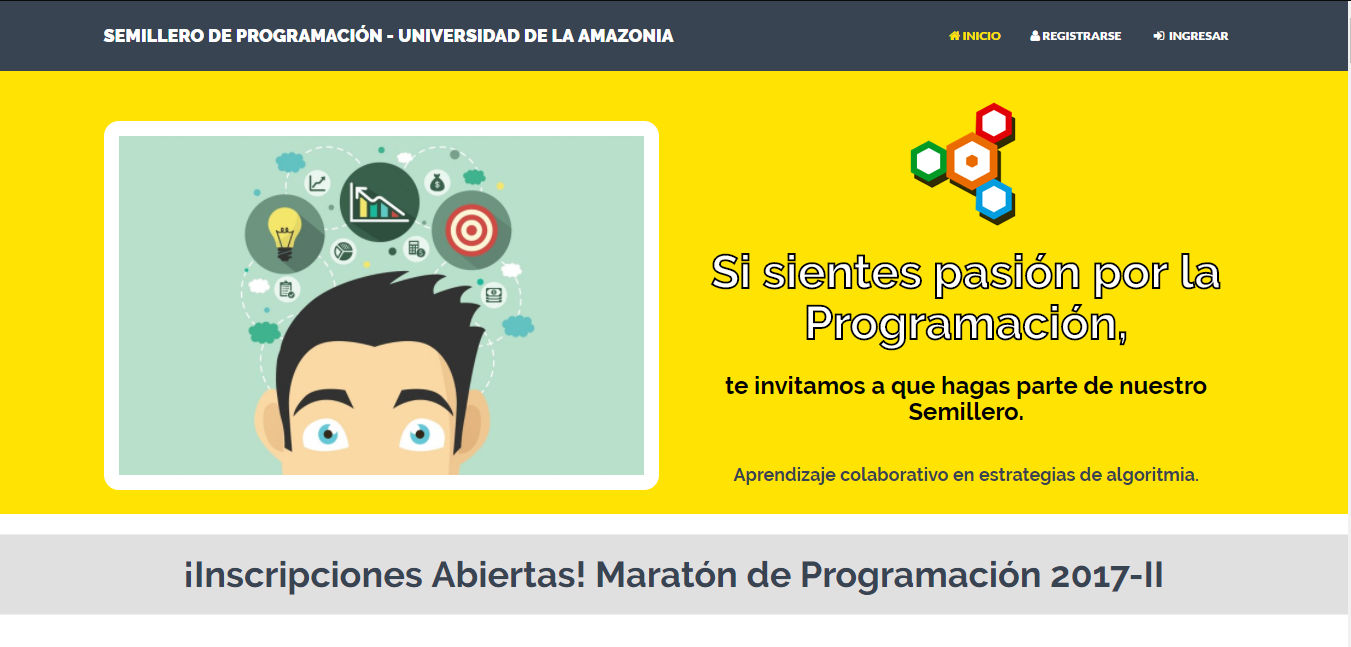 SEMILLERO DE PROGRAMACIÓN - UNIVERSIDAD DE LA AMAZONIA
INICIO
REGISTRARSE
INGRESAR
Si sientes pasión por la
Programación,
te invitamos a que hagas parte de nuestro
Semillero.
Aprendizaje colaborativo en estrategias de algoritmia.
¡Inscripciones Abiertas! Maratón de Programación 2017-II